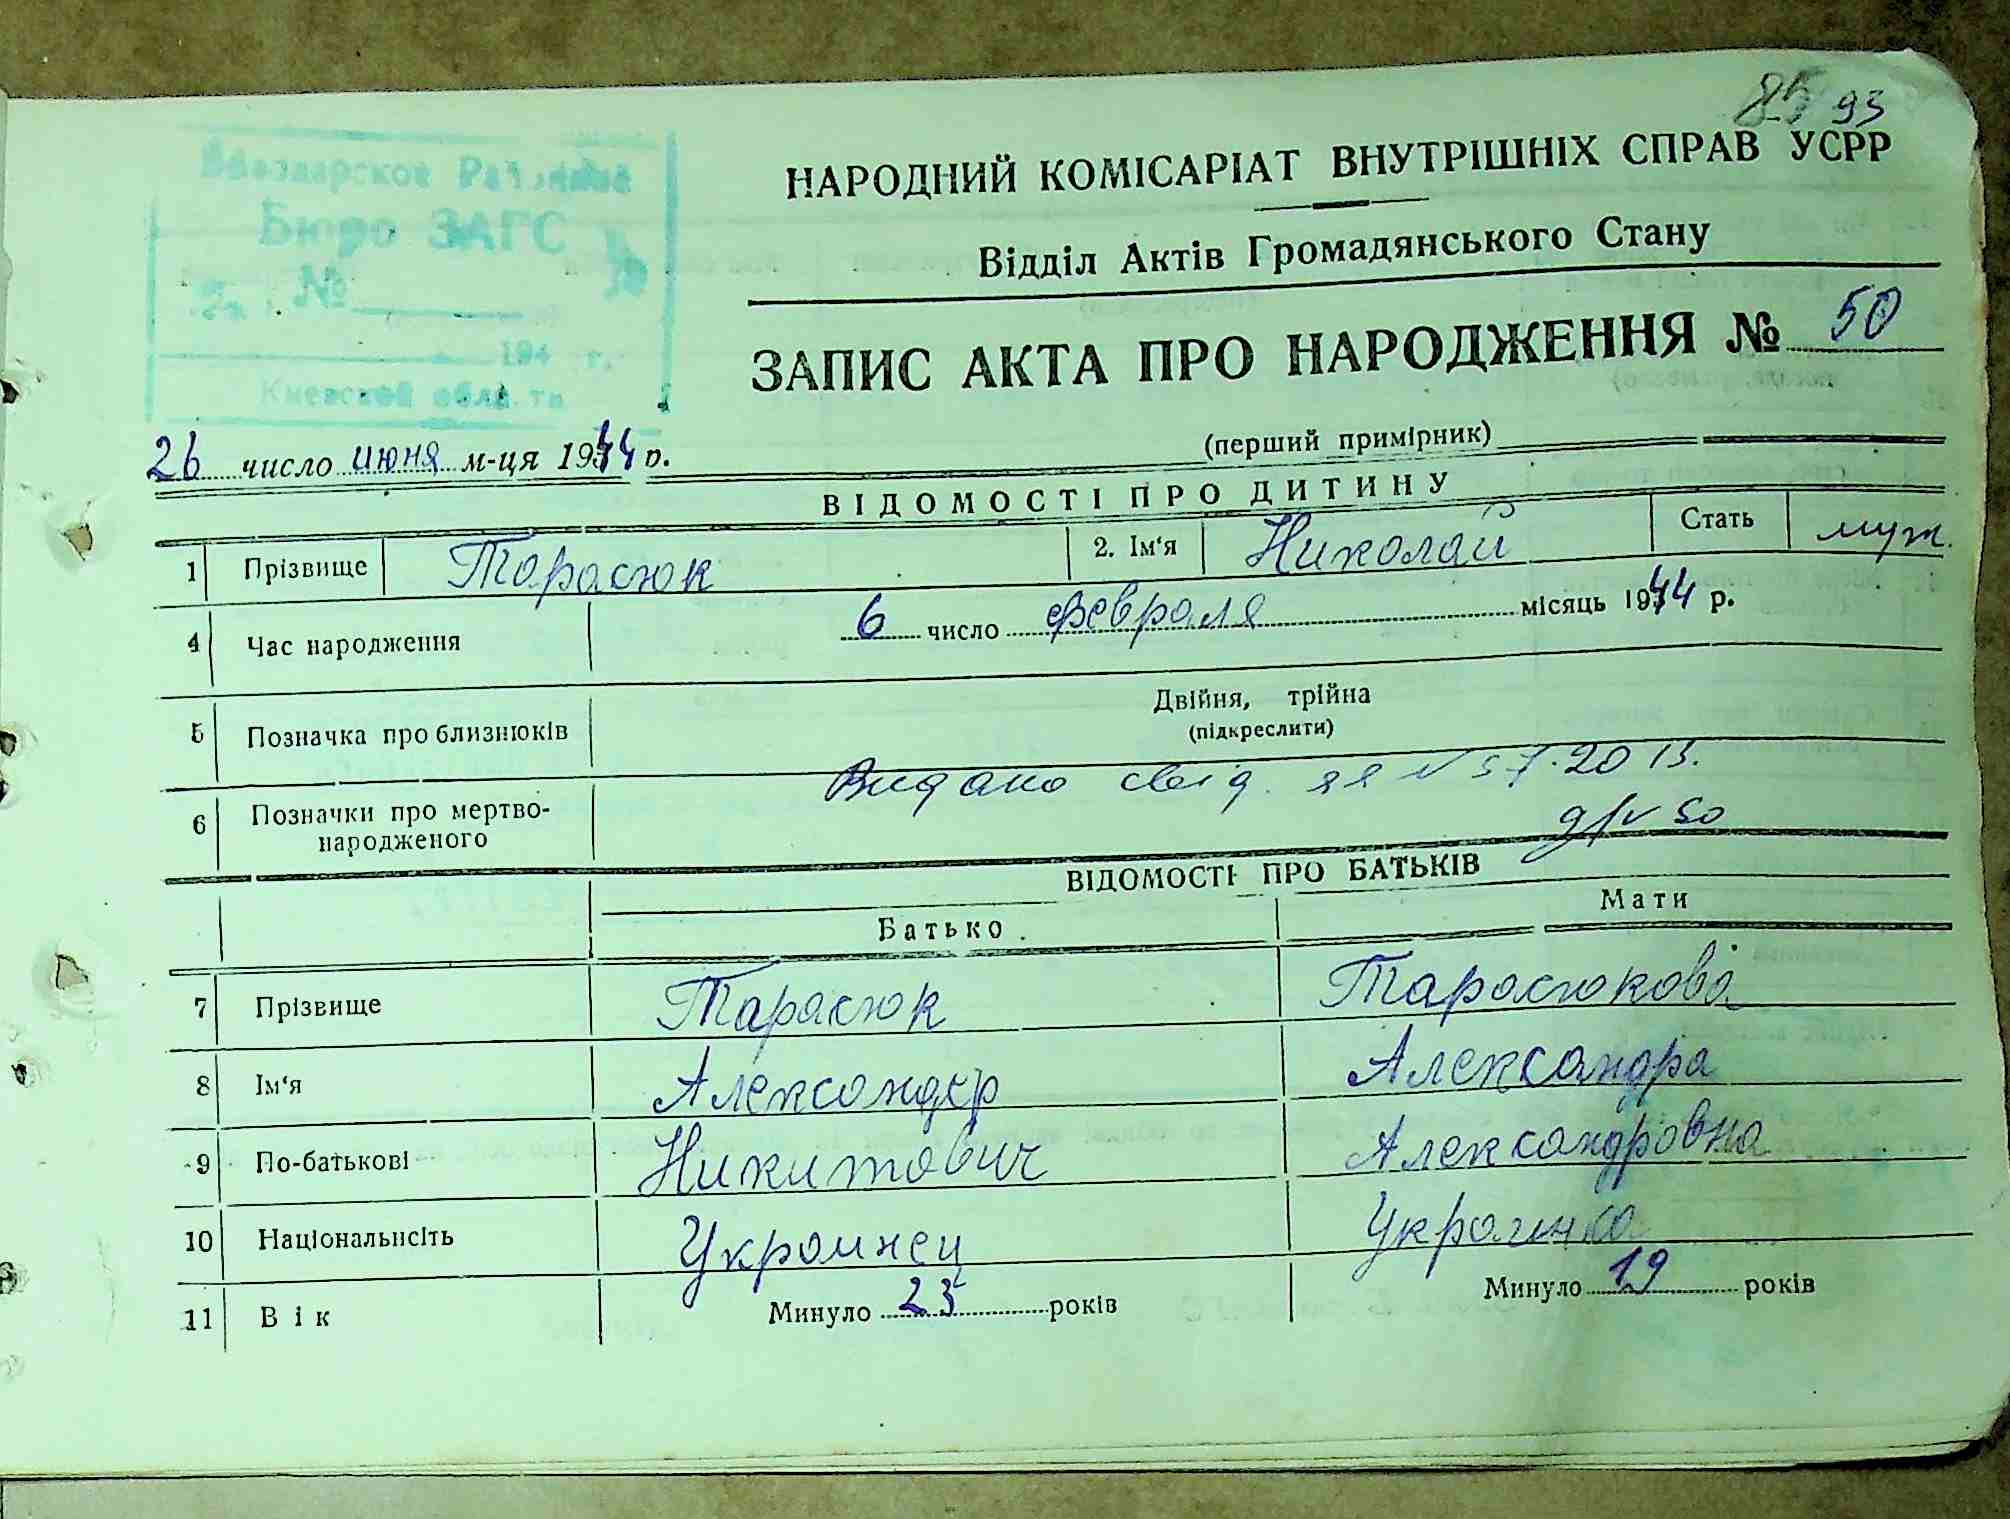 85 93
НАРОДНИЙ КОМІСАРІАТ ВНУТРІШНІХ СПРАВ УСРР
Відділ Актів Громадянського Стану
Бюро ЗАГС
№
194 г.
Киевской области
ЗАПИС АКТА ПРО НАРОДЖЕННЯ № 50
(перший примірник)
26 число июня м-ця 1944 р.
ВІДОМОСТІ ПРО ДИТИНУ
1 Прізвище Тарасюк 2. Ім'я Николай Стать муж.
4 Час народження 6 число февраля місяць 1944 р.
5 Позначка про близнюків Двійня, трійна
(підкреслити)
Видано свід.
6 Позначки про мертво-
народженого
ВІДОМОСТІ ПРО БАТЬКІВ
Батько Мати
7 Прізвище Тарасюк Тарасюкова
8 Ім'я Александер Александра
9 По-батькові Никитович Александровна
10 Національнсіть Украинец Украинка
11 Вік Минуло 23 років Минуло 19 років